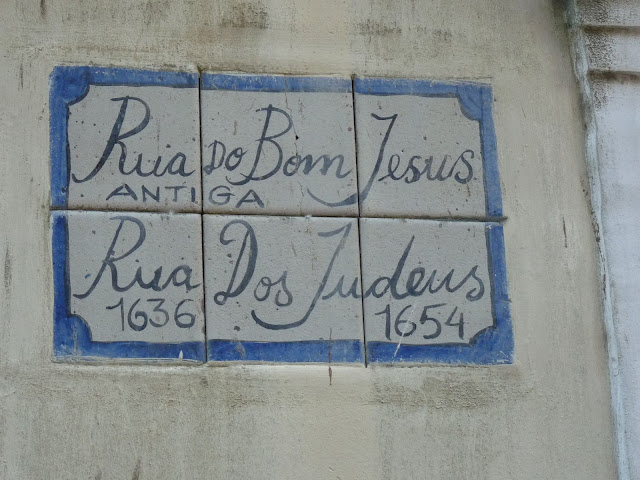 Rua Do Bom Jesus
ANTIGA
Rua Dos Judeus
1636 1654